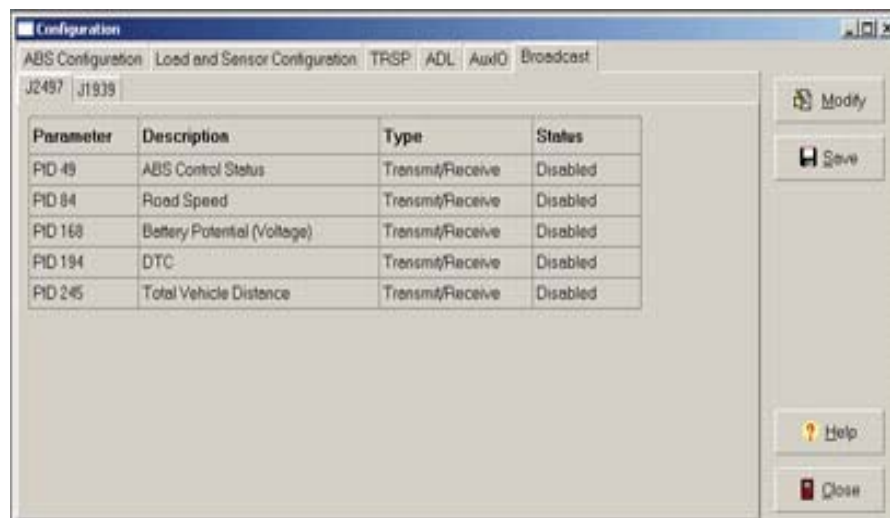 Configuration
ABS Configuration Load and Sensor Configuration TRSP ADL AuxIO Broadcast
J2497 J1939
Parameter Description Type Status
PID 49 ABS Control Status Transmit/Receive Disabled
PID 84 Road Speed Transmit/Receive Disabled
PID 168 Battery Potential (Voltage) Transmit/Receive Disabled
PID 194 DTC Transmit/Receive Disabled
PID 245 Total Vehicle Distance Transmit/Receive Disabled
Modify
Save
Help
Close